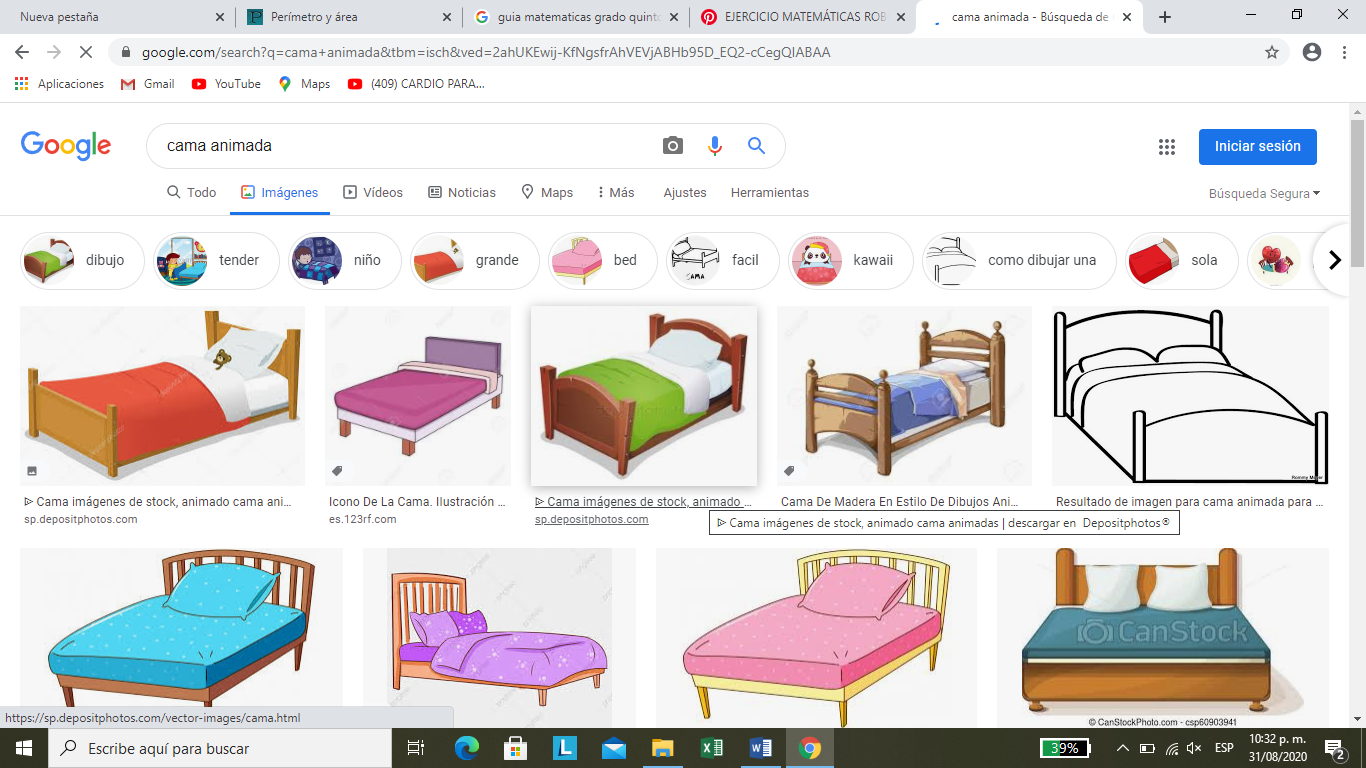 Nueva pestaña
Perímetro y área
guia matematicas grado quinto
EJERCICIO MATEMÁTICAS ROB
cama animada - Búsqueda de
google.com/search?q=cama+animada&tbm=isch&ved=2ahUKEwij-KfNgsfrAhVEVjABHb95D_EQ2-cCegQIABAA
Aplicaciones Gmail YouTube Maps (409) CARDIO PARA...
Google
cama animada
Iniciar sesión
Todo Imágenes Vídeos Noticias Maps Más Ajustes Herramientas
Búsqueda Segura
dibujo tender niño grande bed facil kawaii como dibujar una sola
CAMA
Rommy M
ᐈ Cama imágenes de stock, animado cama ani...
sp.depositphotos.com
Icono De La Cama. Ilustración ...
es.123rf.com
ᐈ Cama imágenes de stock, animado ...
sp.depositphotos.com
Cama De Madera En Estilo De Dibujos Ani...
Resultado de imagen para cama animada para ...
ᐈ Cama imágenes de stock, animado cama animadas | descargar en Depositphotos®
CanStock
© CanStockPhoto.com - csp60903941
https://sp.depositphotos.com/vector-images/cama.html
Escribe aquí para buscar
39%
ESP
10:32 p. m.
31/08/2020
2